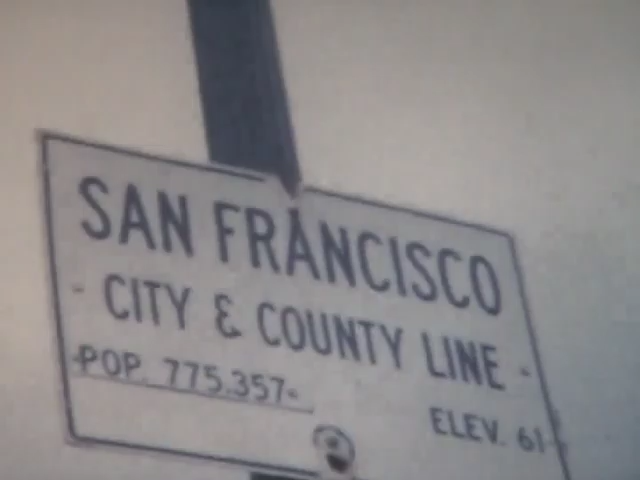 SAN FRANCISCO
- CITY & COUNTY LINE -
-POP. 775.357-
ELEV. 61